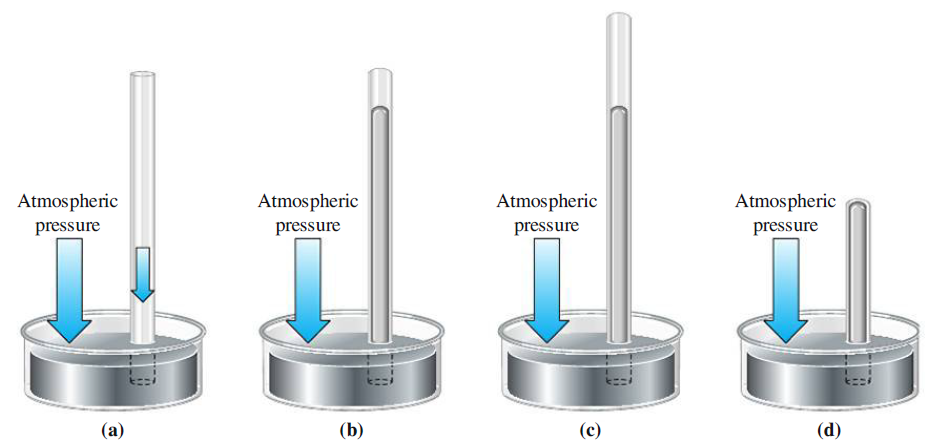 Atmospheric
pressure
Atmospheric
pressure
Atmospheric
pressure
Atmospheric
pressure
(a)
(b)
(c)
(d)